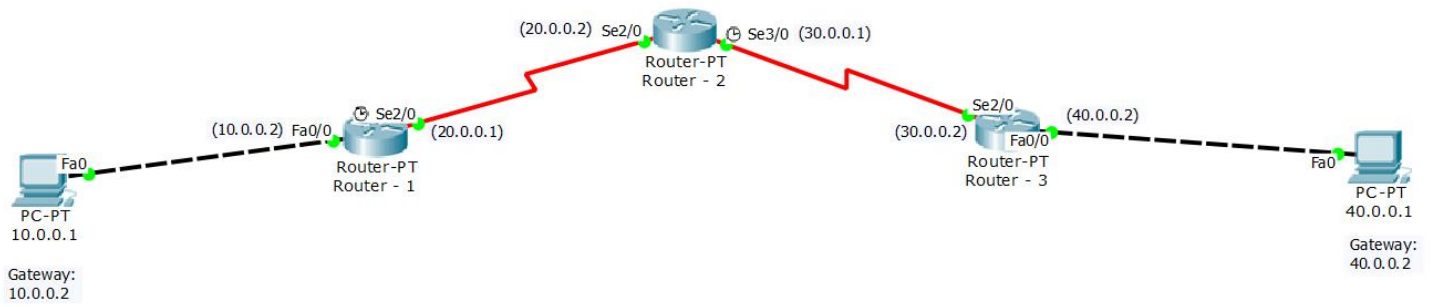 (20.0.0.2) Se2/0
Se3/0 (30.0.0.1)
Router-PT
Router - 2
Se2/0
(10.0.0.2) Fa0/0
(20.0.0.1)
Router-PT
Router - 1
Fa0
PC-PT
10.0.0.1
Gateway:
10.0.0.2
Se2/0
(30.0.0.2)
(40.0.0.2)
Fa0/0
Router-PT
Router - 3
Fa0
PC-PT
40.0.0.1
Gateway:
40.0.0.2